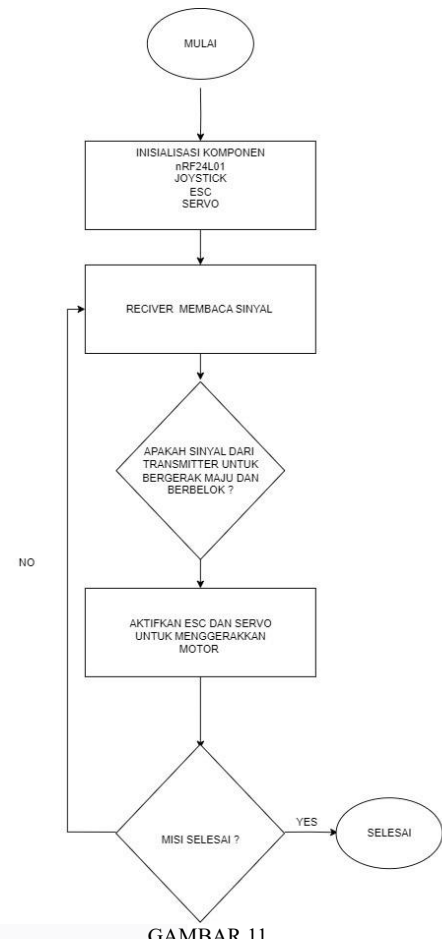 MULAI
INISIALISASI KOMPONEN
nRF24L01
JOYSTICK
ESC
SERVO
RECIVER MEMBACA SINYAL
APAKAH SINYAL DARI
TRANSMITTER UNTUK
BERGERAK MAJU DAN
BERBELOK ?
NO
AKTIFKAN ESC DAN SERVO
UNTUK MENGGERAKKAN
MOTOR
MISI SELESAI ?
YES
SELESAI
GAMBAR 11